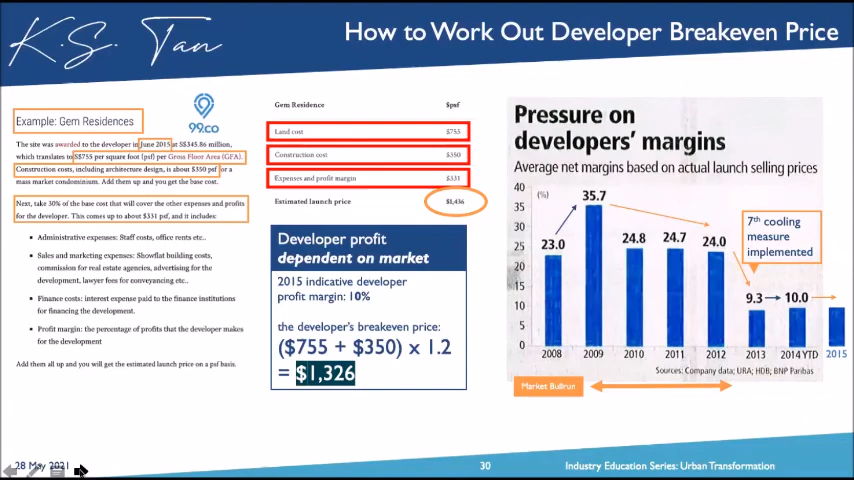 K.S. Tan
How to Work Out Developer Breakeven Price
Example: Gem Residences
99.co
The site was awarded to the developer in June 2015 at S$345.86 million,
which translates to S$755 per square foot (psf) per Gross Floor Area (GFA).
Construction costs, including architecture design, is about $350 psf for a
mass market condominium. Add them up and you get the base cost.
Next, take 30% of the base cost that will cover the other expenses and profits
for the developer. This comes up to about $331 psf, and it includes:
▪ Administrative expenses: Staff costs, office rents etc..
▪ Sales and marketing expenses: Showflat building costs,
commission for real estate agencies, advertising for the
development, lawyer fees for conveyancing etc..
▪ Finance costs: interest expense paid to the finance institutions
for financing the development.
▪ Profit margin: the percentage of profits that the developer makes
for the development
Add them all up and you will get the estimated launch price on a psf basis.
Gem Residence $psf
Land cost $755
Construction cost $350
Expenses and profit margin $331
Estimated launch price $1,436
Developer profit
dependent on market
2015 indicative developer
profit margin: 10%
the developer's breakeven price:
($755 + $350) x 1.2
= $1,326
Pressure on
developers' margins
Average net margins based on actual launch selling prices
40 (%)
35
30
25
20
15
10
5
0
23.0
35.7
24.8
24.7
24.0
9.3
10.0
7th cooling
measure
implemented
2008 2009 2010 2011 2012 2013 2014 YTD 2015
Sources: Company data; URA; HDB; BNP Paribas
Market Bullrun
28 May 2021
30
Industry Education Series: Urban Transformation